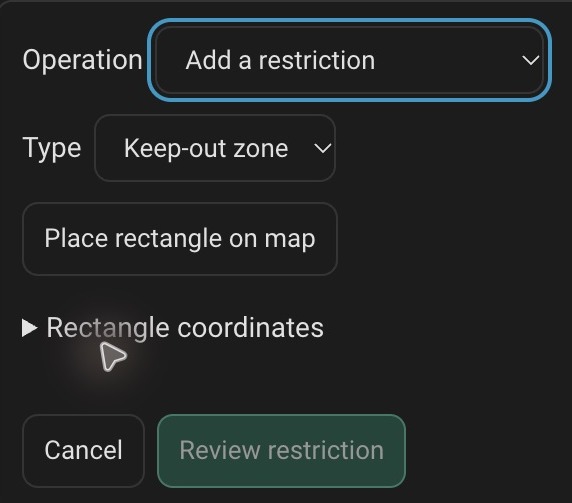 Operation Add a restriction
Type Keep-out zone
Place rectangle on map
Rectangle coordinates
Cancel Review restriction